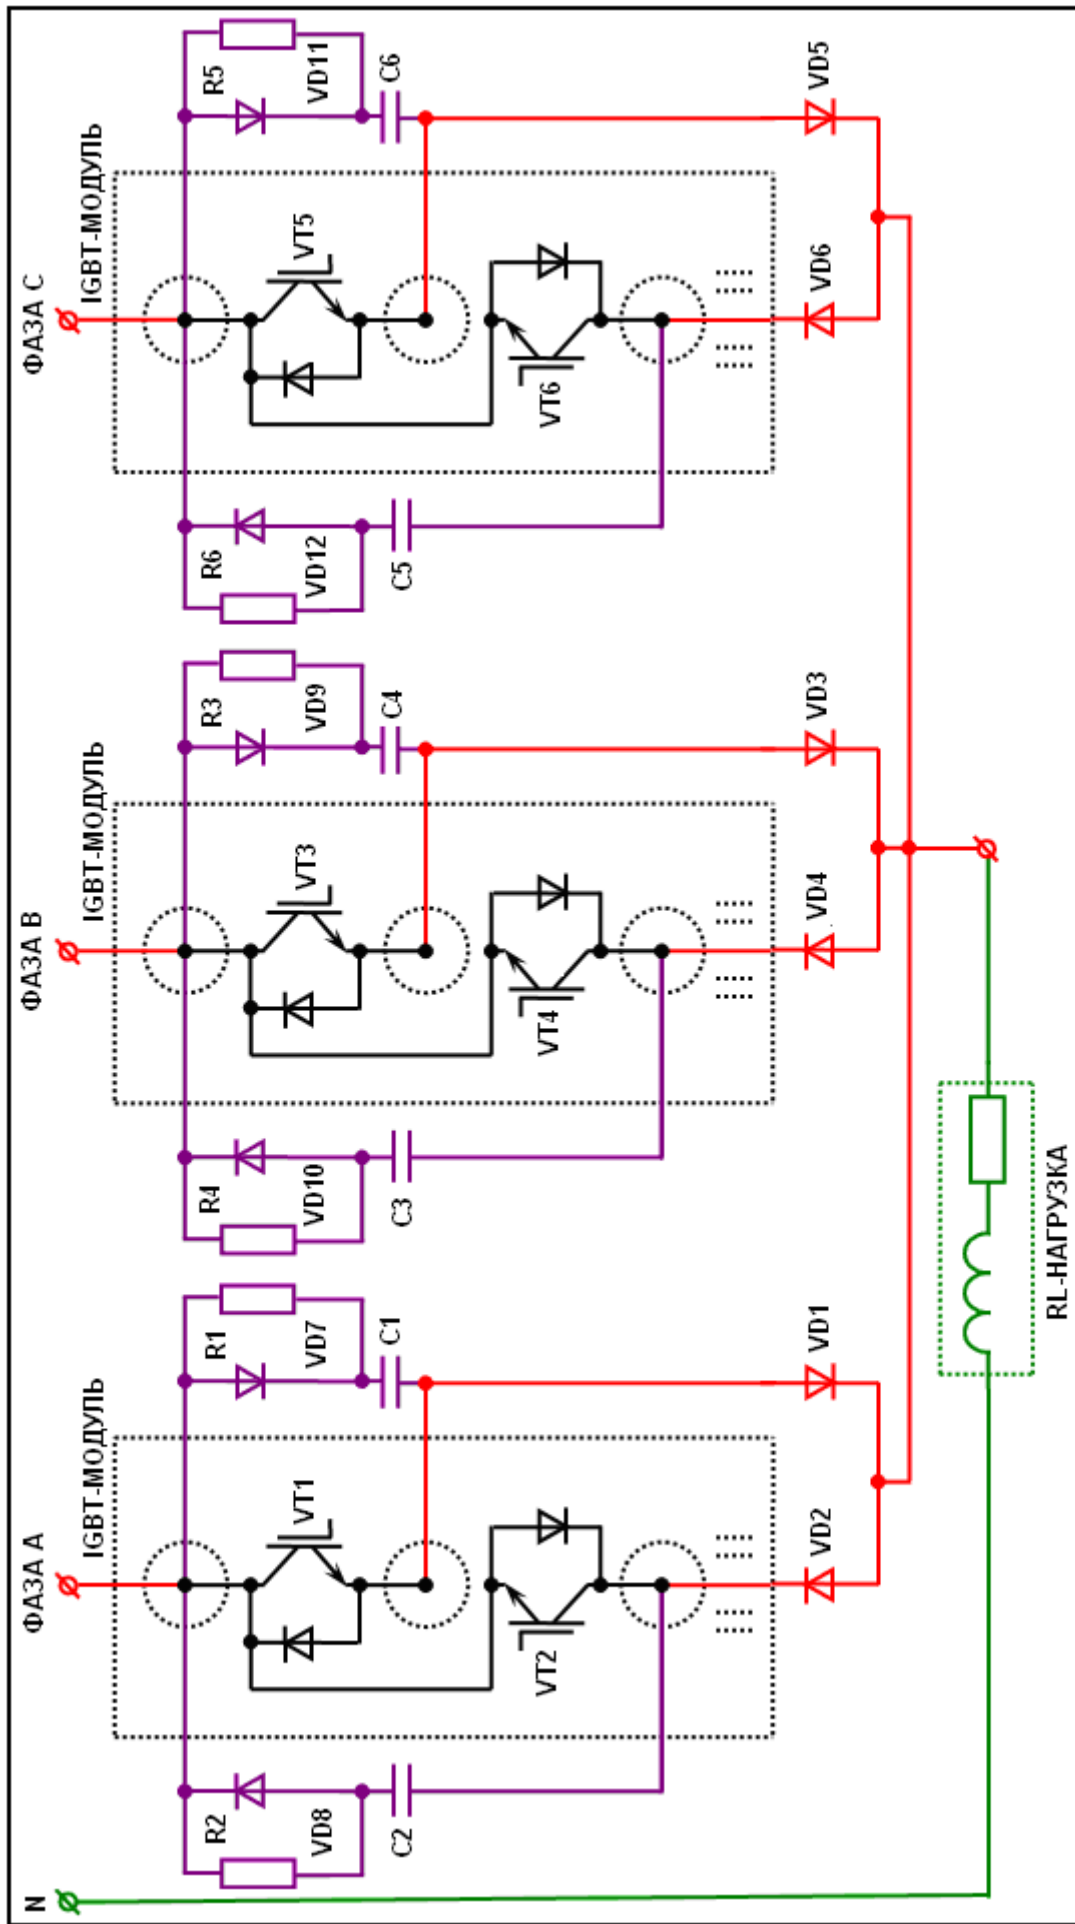 N
ФАЗА А
ФАЗА В
ФАЗА С
IGBT-МОДУЛЬ
IGBT-МОДУЛЬ
IGBT-МОДУЛЬ
R2
R1
R4
R3
R6
R5
VD8
VD7
VD10
VD9
VD12
VD11
VT1
VT3
VT5
C2
C1
C3
C4
C5
C6
VT2
VT4
VT6
VD2
VD1
VD4
VD3
VD6
VD5
RL-НАГРУЗКА